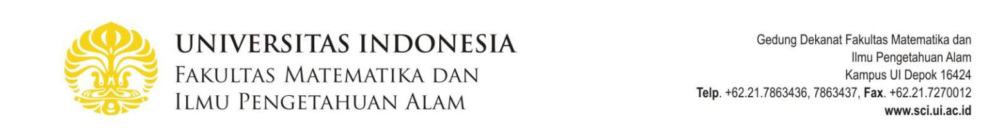 UNIVERSITAS INDONESIA
FAKULTAS MATEMATIKA DAN
ILMU PENGETAHUAN ALAM
Gedung Dekanat Fakultas Matematika dan
Ilmu Pengetahuan Alam
Kampus UI Depok 16424
Telp. +62.21.7863436, 7863437, Fax. +62.21.7270012
www.sci.ui.ac.id